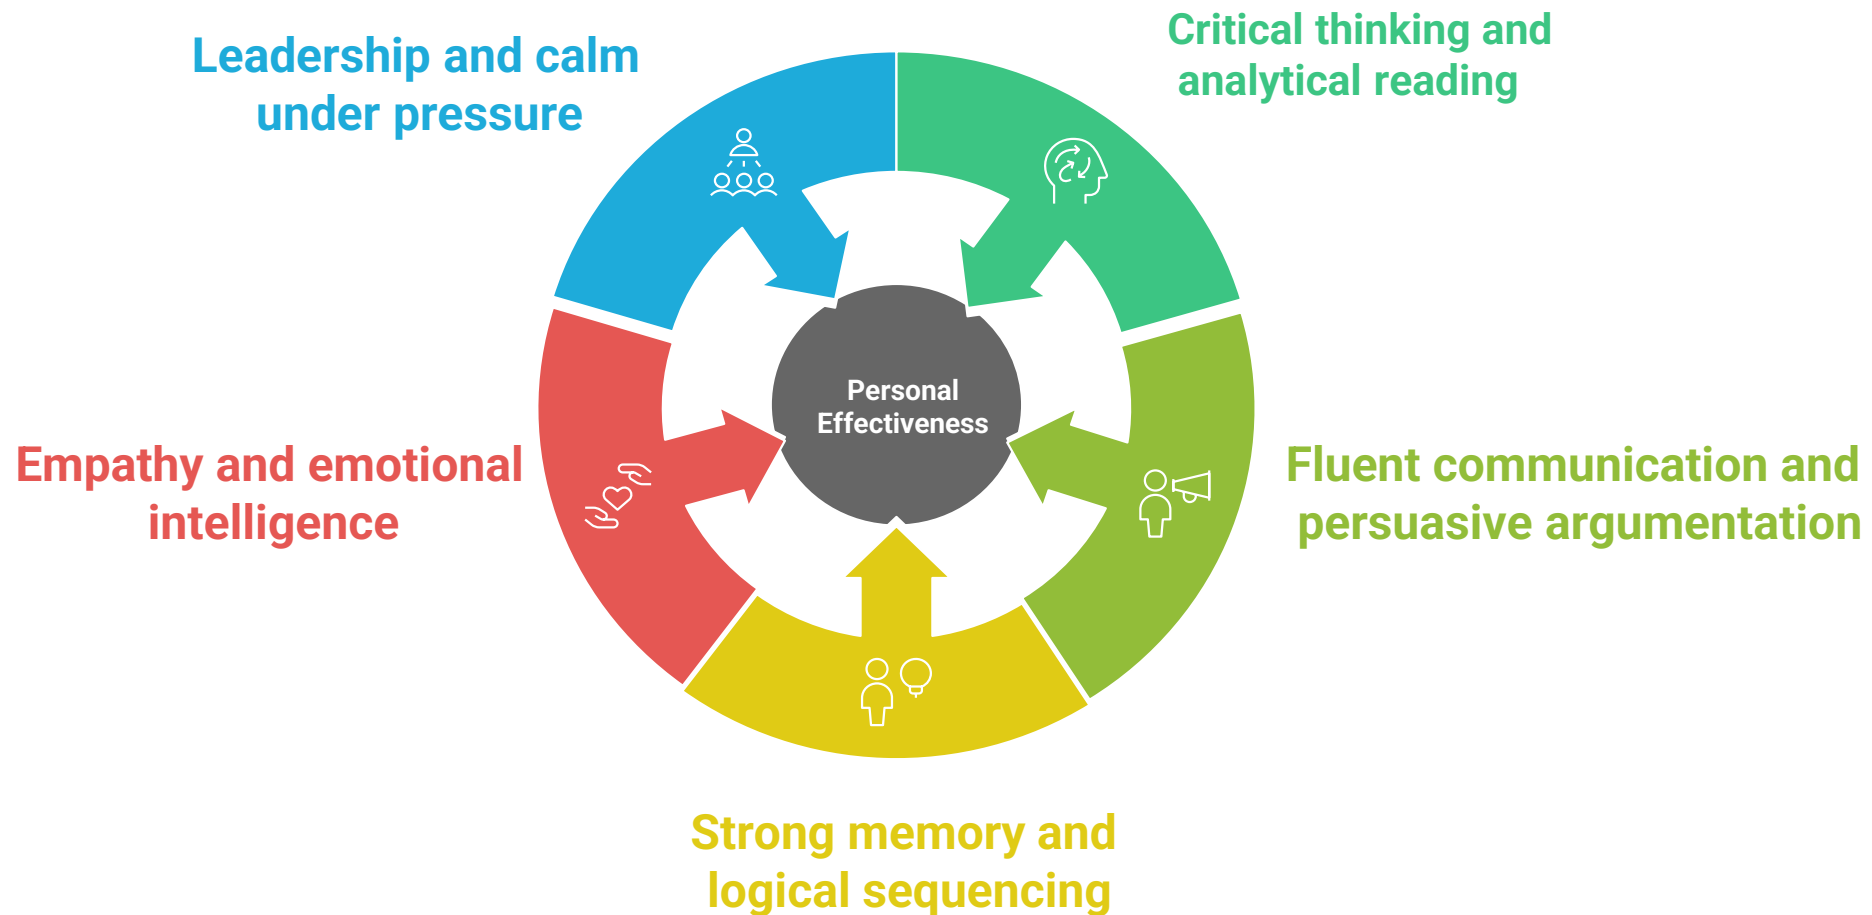 Leadership and calm
under pressure
Critical thinking and
analytical reading
Personal
Effectiveness
Empathy and emotional
intelligence
Fluent communication and
persuasive argumentation
Strong memory and
logical sequencing